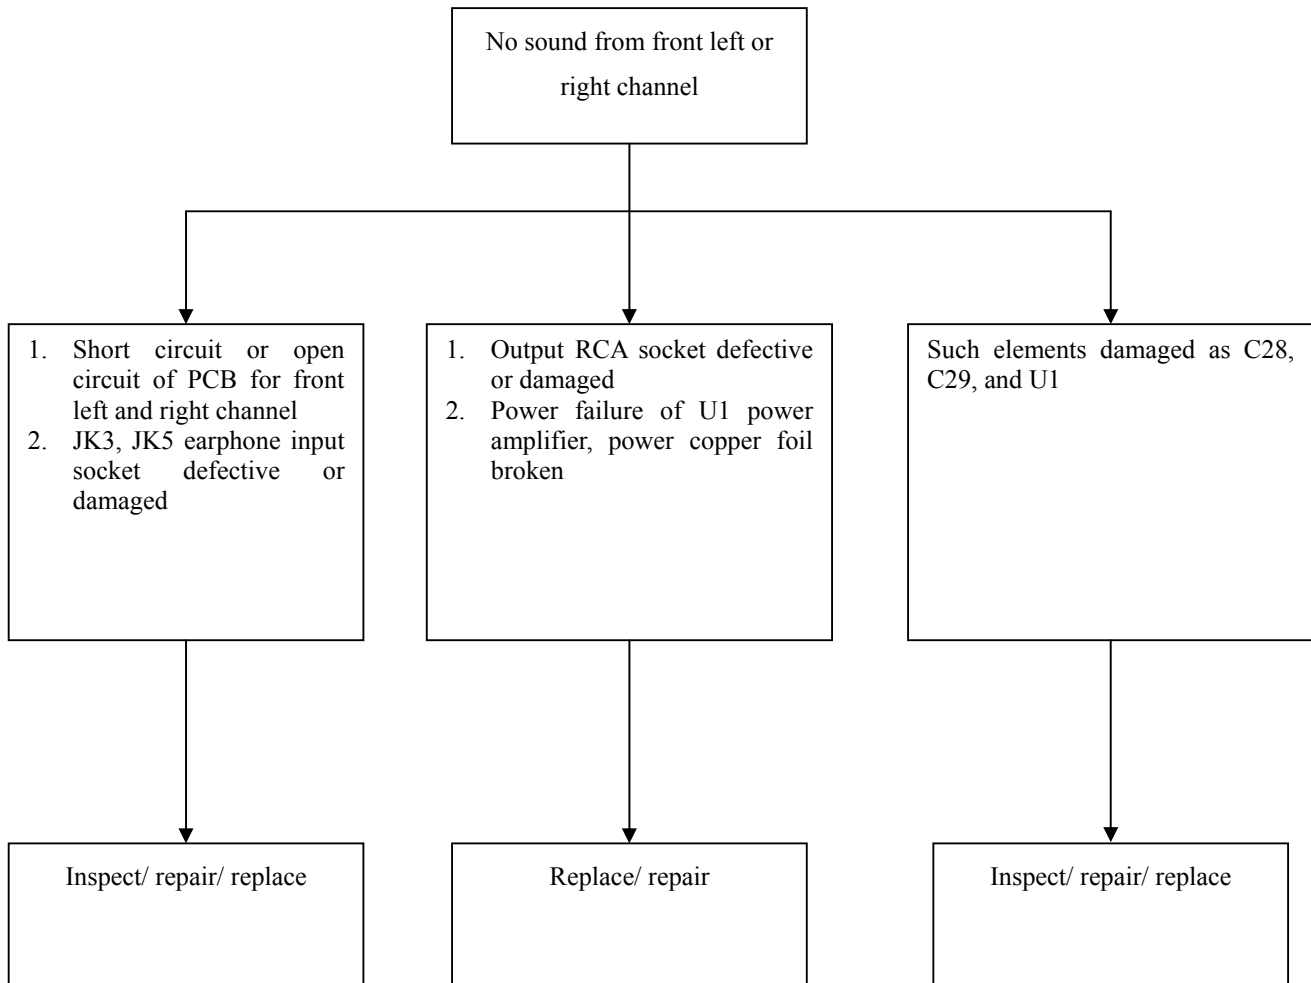 No sound from front left or
right channel
1. Short circuit or open
circuit of PCB for front
left and right channel
2. JK3, JK5 earphone input
socket defective or
damaged
1. Output RCA socket defective
or damaged
2. Power failure of U1 power
amplifier, power copper foil
broken
Such elements damaged as C28,
C29, and U1
Inspect/ repair/ replace
Replace/ repair
Inspect/ repair/ replace